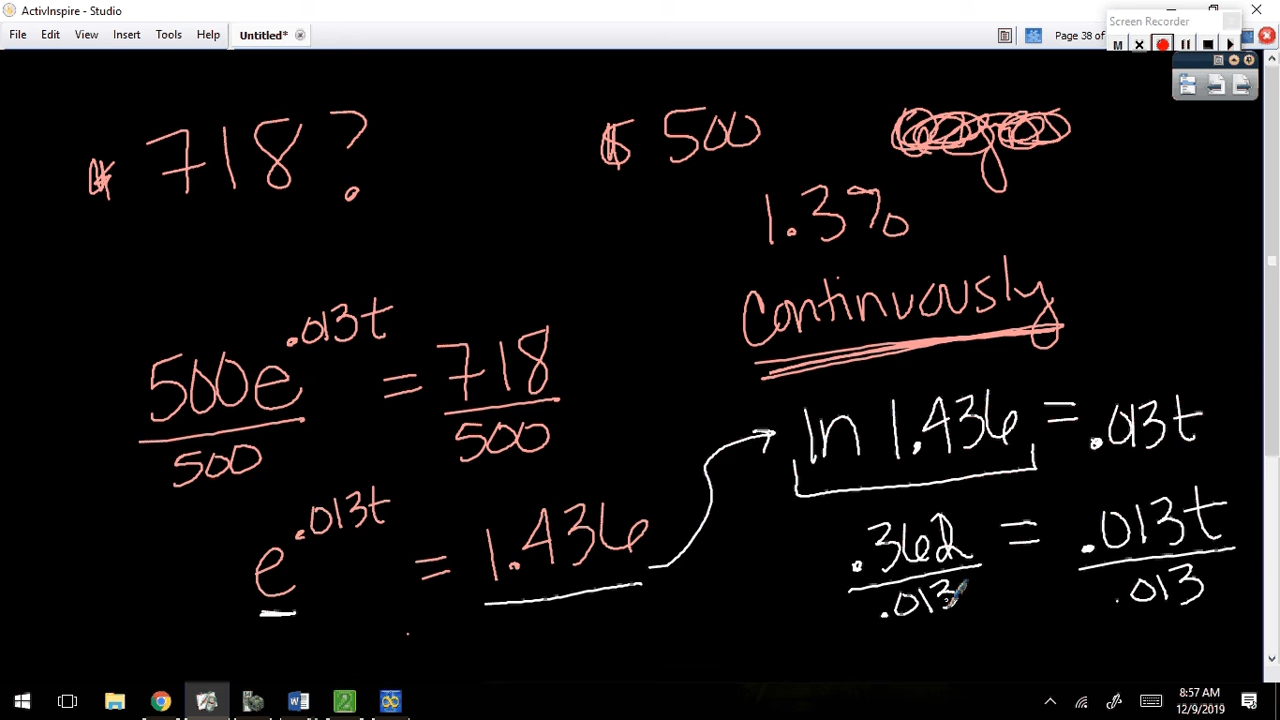 ActivInspire - Studio
Screen Recorder
File Edit View Insert Tools Help Untitled* Page 38 of
M
$ 718? $ 500
1.3%
continuously
500e^.013t = 718
500 500
ln 1.436 = .013t
e^.013t = 1.436
.362 = .013t
.013 .013
8:57 AM
12/9/2019